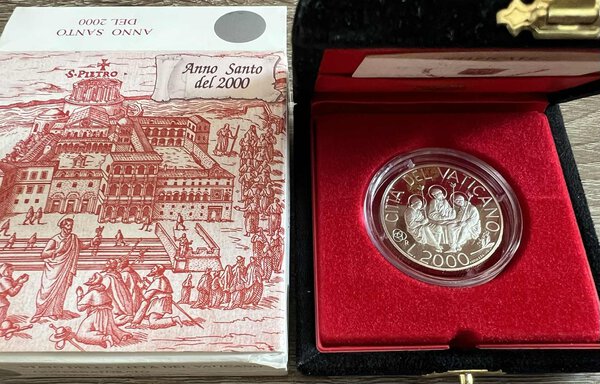 ANNO SANTO
DEL 2000
S·PIETRO
Anno Santo
del 2000
CITTÀ DEL VATICANO
L. 2000